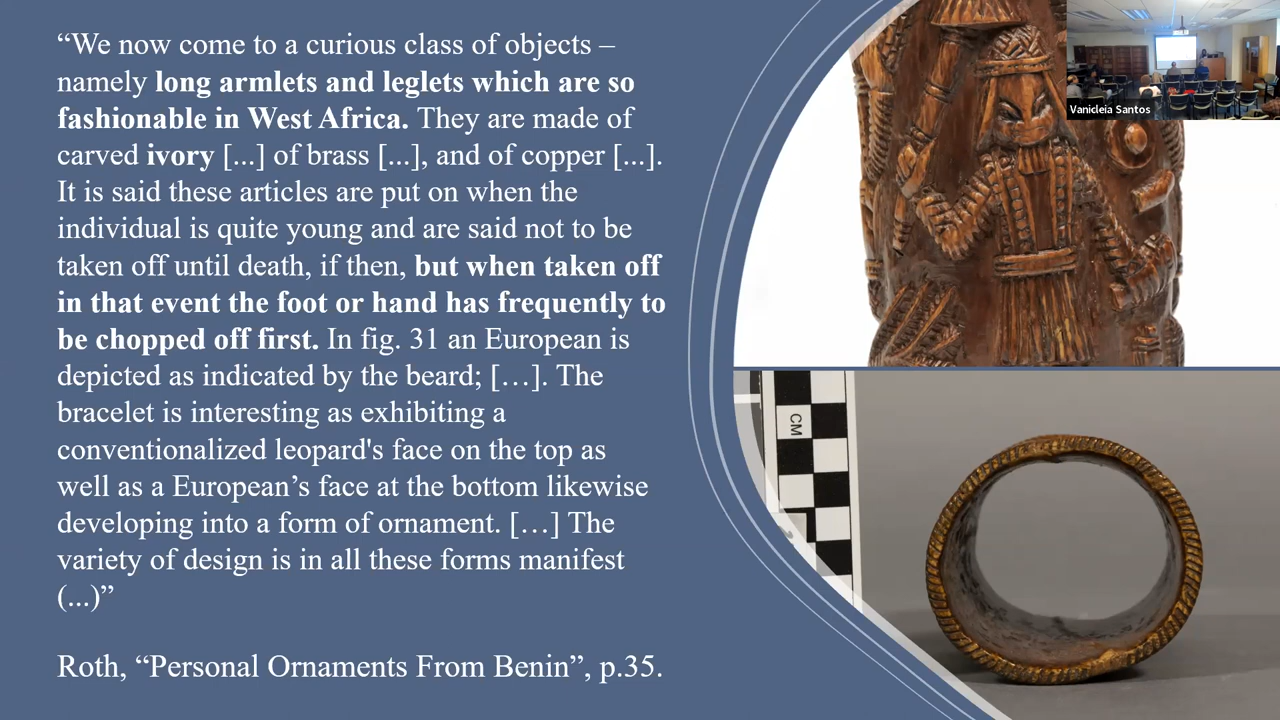 “We now come to a curious class of objects –
namely long armlets and leglets which are so
fashionable in West Africa. They are made of
carved ivory [...] of brass [...], and of copper [...].
It is said these articles are put on when the
individual is quite young and are said not to be
taken off until death, if then, but when taken off
in that event the foot or hand has frequently to
be chopped off first. In fig. 31 an European is
depicted as indicated by the beard; […]. The
bracelet is interesting as exhibiting a
conventionalized leopard's face on the top as
well as a European’s face at the bottom likewise
developing into a form of ornament. […] The
variety of design is in all these forms manifest
(...)”
Roth, “Personal Ornaments From Benin”, p.35.
Vanicleia Santos
CM